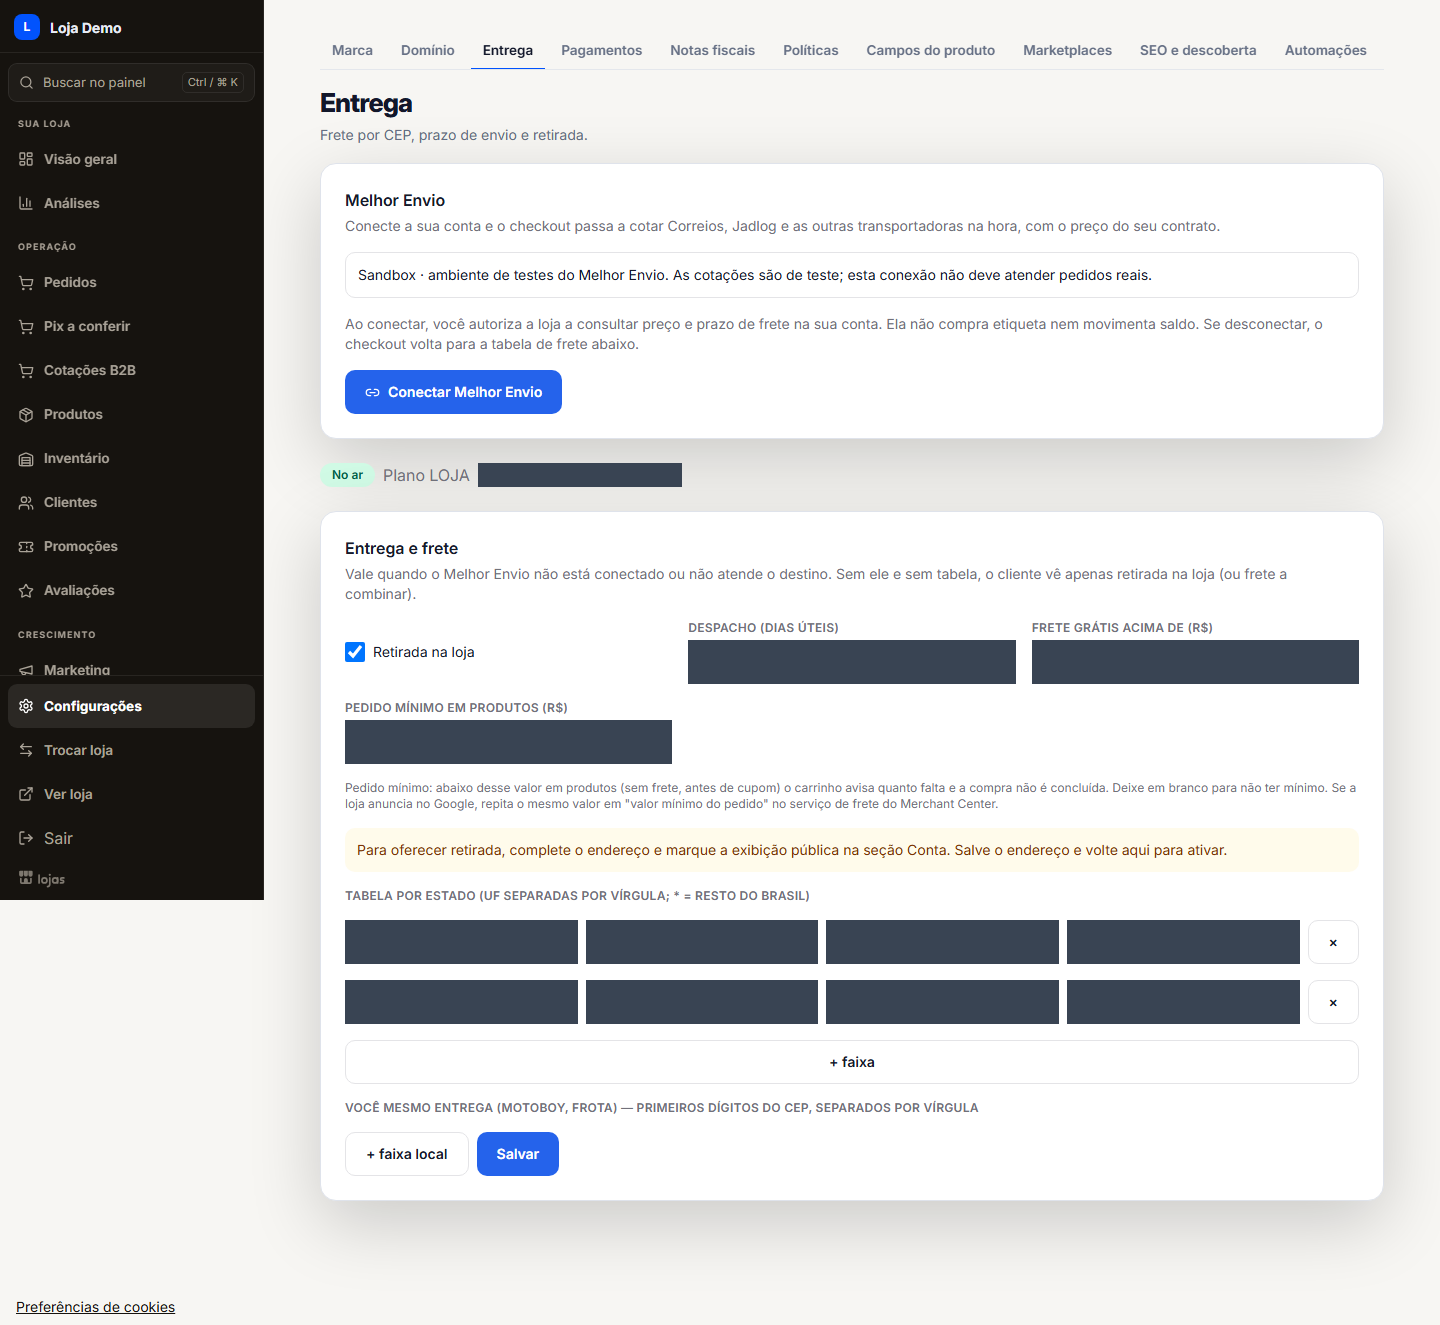 L Loja Demo
Buscar no painel Ctrl / ⌘ K
SUA LOJA
Visão geral
Análises
OPERAÇÃO
Pedidos
Pix a conferir
Cotações B2B
Produtos
Inventário
Clientes
Promoções
Avaliações
CRESCIMENTO
Marketing
Configurações
Trocar loja
Ver loja
Sair
lojas
Marca Domínio Entrega Pagamentos Notas fiscais Políticas Campos do produto Marketplaces SEO e descoberta Automações
Entrega
Frete por CEP, prazo de envio e retirada.
Melhor Envio
Conecte a sua conta e o checkout passa a cotar Correios, Jadlog e as outras transportadoras na hora, com o preço do seu contrato.
Sandbox · ambiente de testes do Melhor Envio. As cotações são de teste; esta conexão não deve atender pedidos reais.
Ao conectar, você autoriza a loja a consultar preço e prazo de frete na sua conta. Ela não compra etiqueta nem movimenta saldo. Se desconectar, o
checkout volta para a tabela de frete abaixo.
Conectar Melhor Envio
No ar Plano LOJA
Entrega e frete
Vale quando o Melhor Envio não está conectado ou não atende o destino. Sem ele e sem tabela, o cliente vê apenas retirada na loja (ou frete a
combinar).
Retirada na loja
DESPACHO (DIAS ÚTEIS)
FRETE GRÁTIS ACIMA DE (R$)
PEDIDO MÍNIMO EM PRODUTOS (R$)
Pedido mínimo: abaixo desse valor em produtos (sem frete, antes de cupom) o carrinho avisa quanto falta e a compra não é concluída. Deixe em branco para não ter mínimo. Se a
loja anuncia no Google, repita o mesmo valor em "valor mínimo do pedido" no serviço de frete do Merchant Center.
Para oferecer retirada, complete o endereço e marque a exibição pública na seção Conta. Salve o endereço e volte aqui para ativar.
TABELA POR ESTADO (UF SEPARADAS POR VÍRGULA; * = RESTO DO BRASIL)
×
×
+ faixa
VOCÊ MESMO ENTREGA (MOTOBOY, FROTA) — PRIMEIROS DÍGITOS DO CEP, SEPARADOS POR VÍRGULA
+ faixa local
Salvar
Preferências de cookies